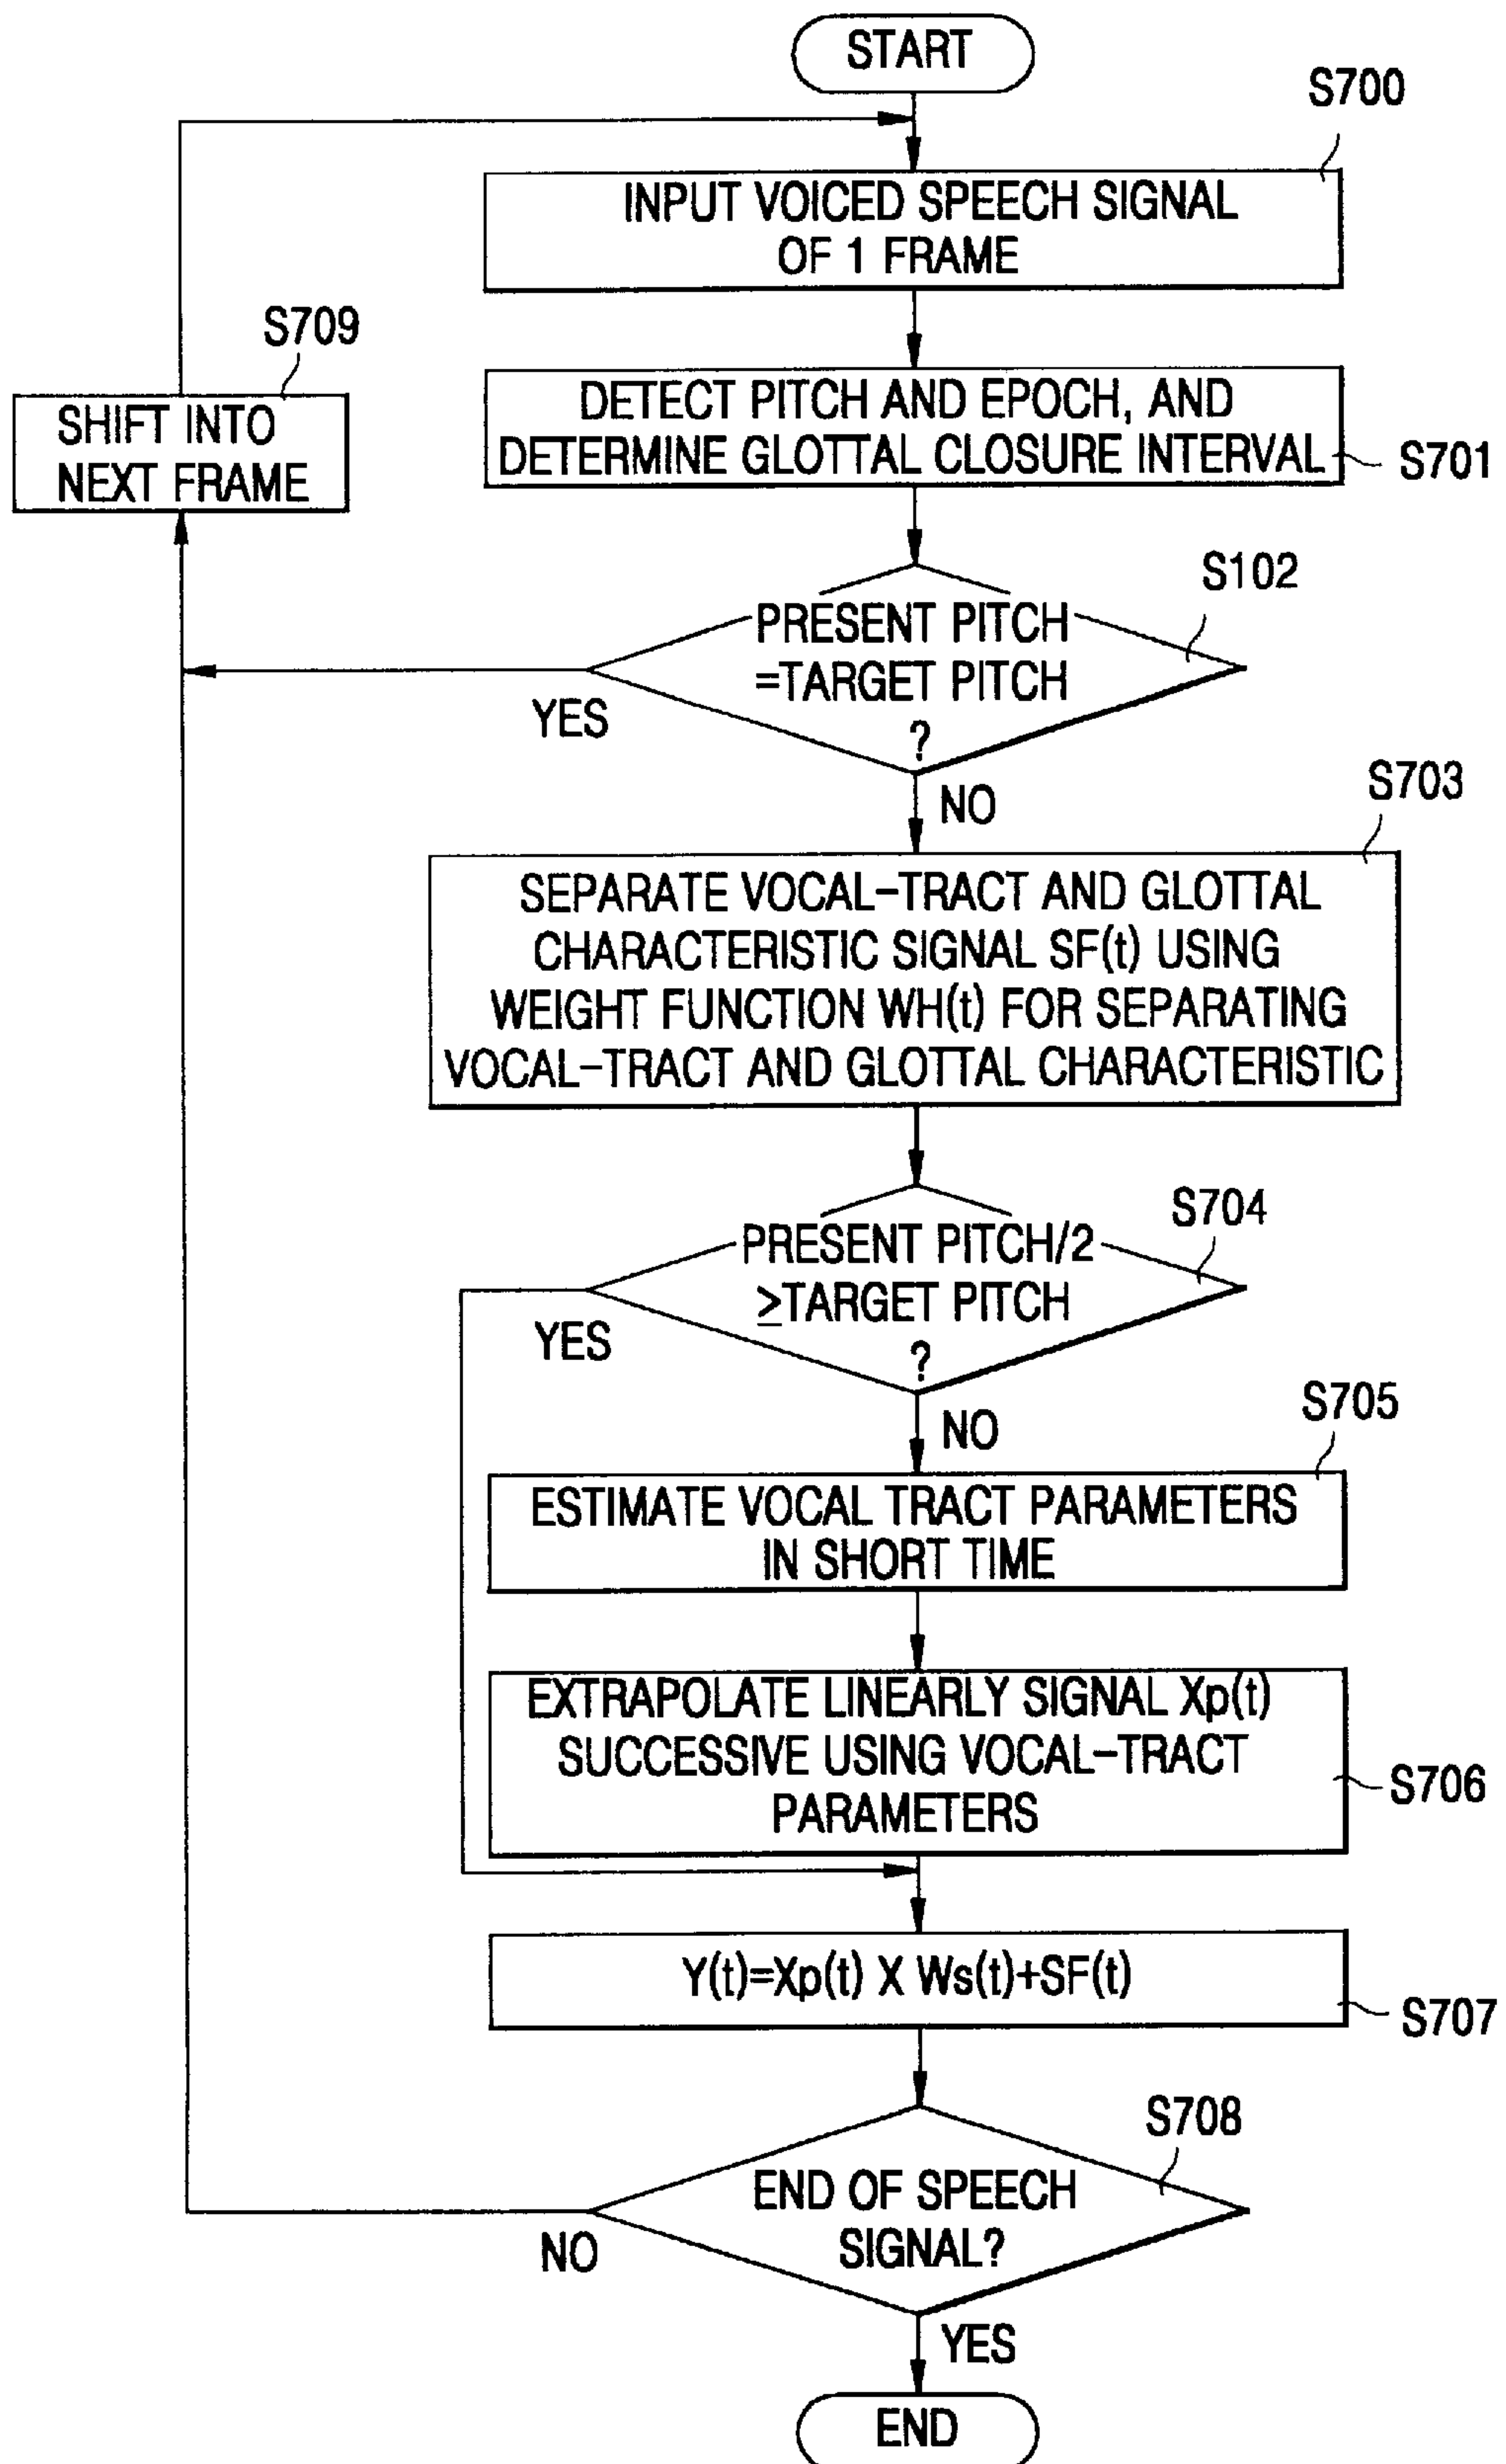 START
S700
INPUT VOICED SPEECH SIGNAL
OF 1 FRAME
S709
SHIFT INTO
NEXT FRAME
DETECT PITCH AND EPOCH, AND
DETERMINE GLOTTAL CLOSURE INTERVAL
S701
S102
PRESENT PITCH
=TARGET PITCH
?
YES
NO
S703
SEPARATE VOCAL-TRACT AND GLOTTAL
CHARACTERISTIC SIGNAL SF(t) USING
WEIGHT FUNCTION WH(t) FOR SEPARATING
VOCAL-TRACT AND GLOTTAL CHARACTERISTIC
S704
PRESENT PITCH/2
≥TARGET PITCH
?
YES
NO
S705
ESTIMATE VOCAL TRACT PARAMETERS
IN SHORT TIME
EXTRAPOLATE LINEARLY SIGNAL Xp(t)
SUCCESSIVE USING VOCAL-TRACT
PARAMETERS
S706
Y(t)=Xp(t) X Ws(t)+SF(t)
S707
S708
END OF SPEECH
SIGNAL?
NO
YES
END